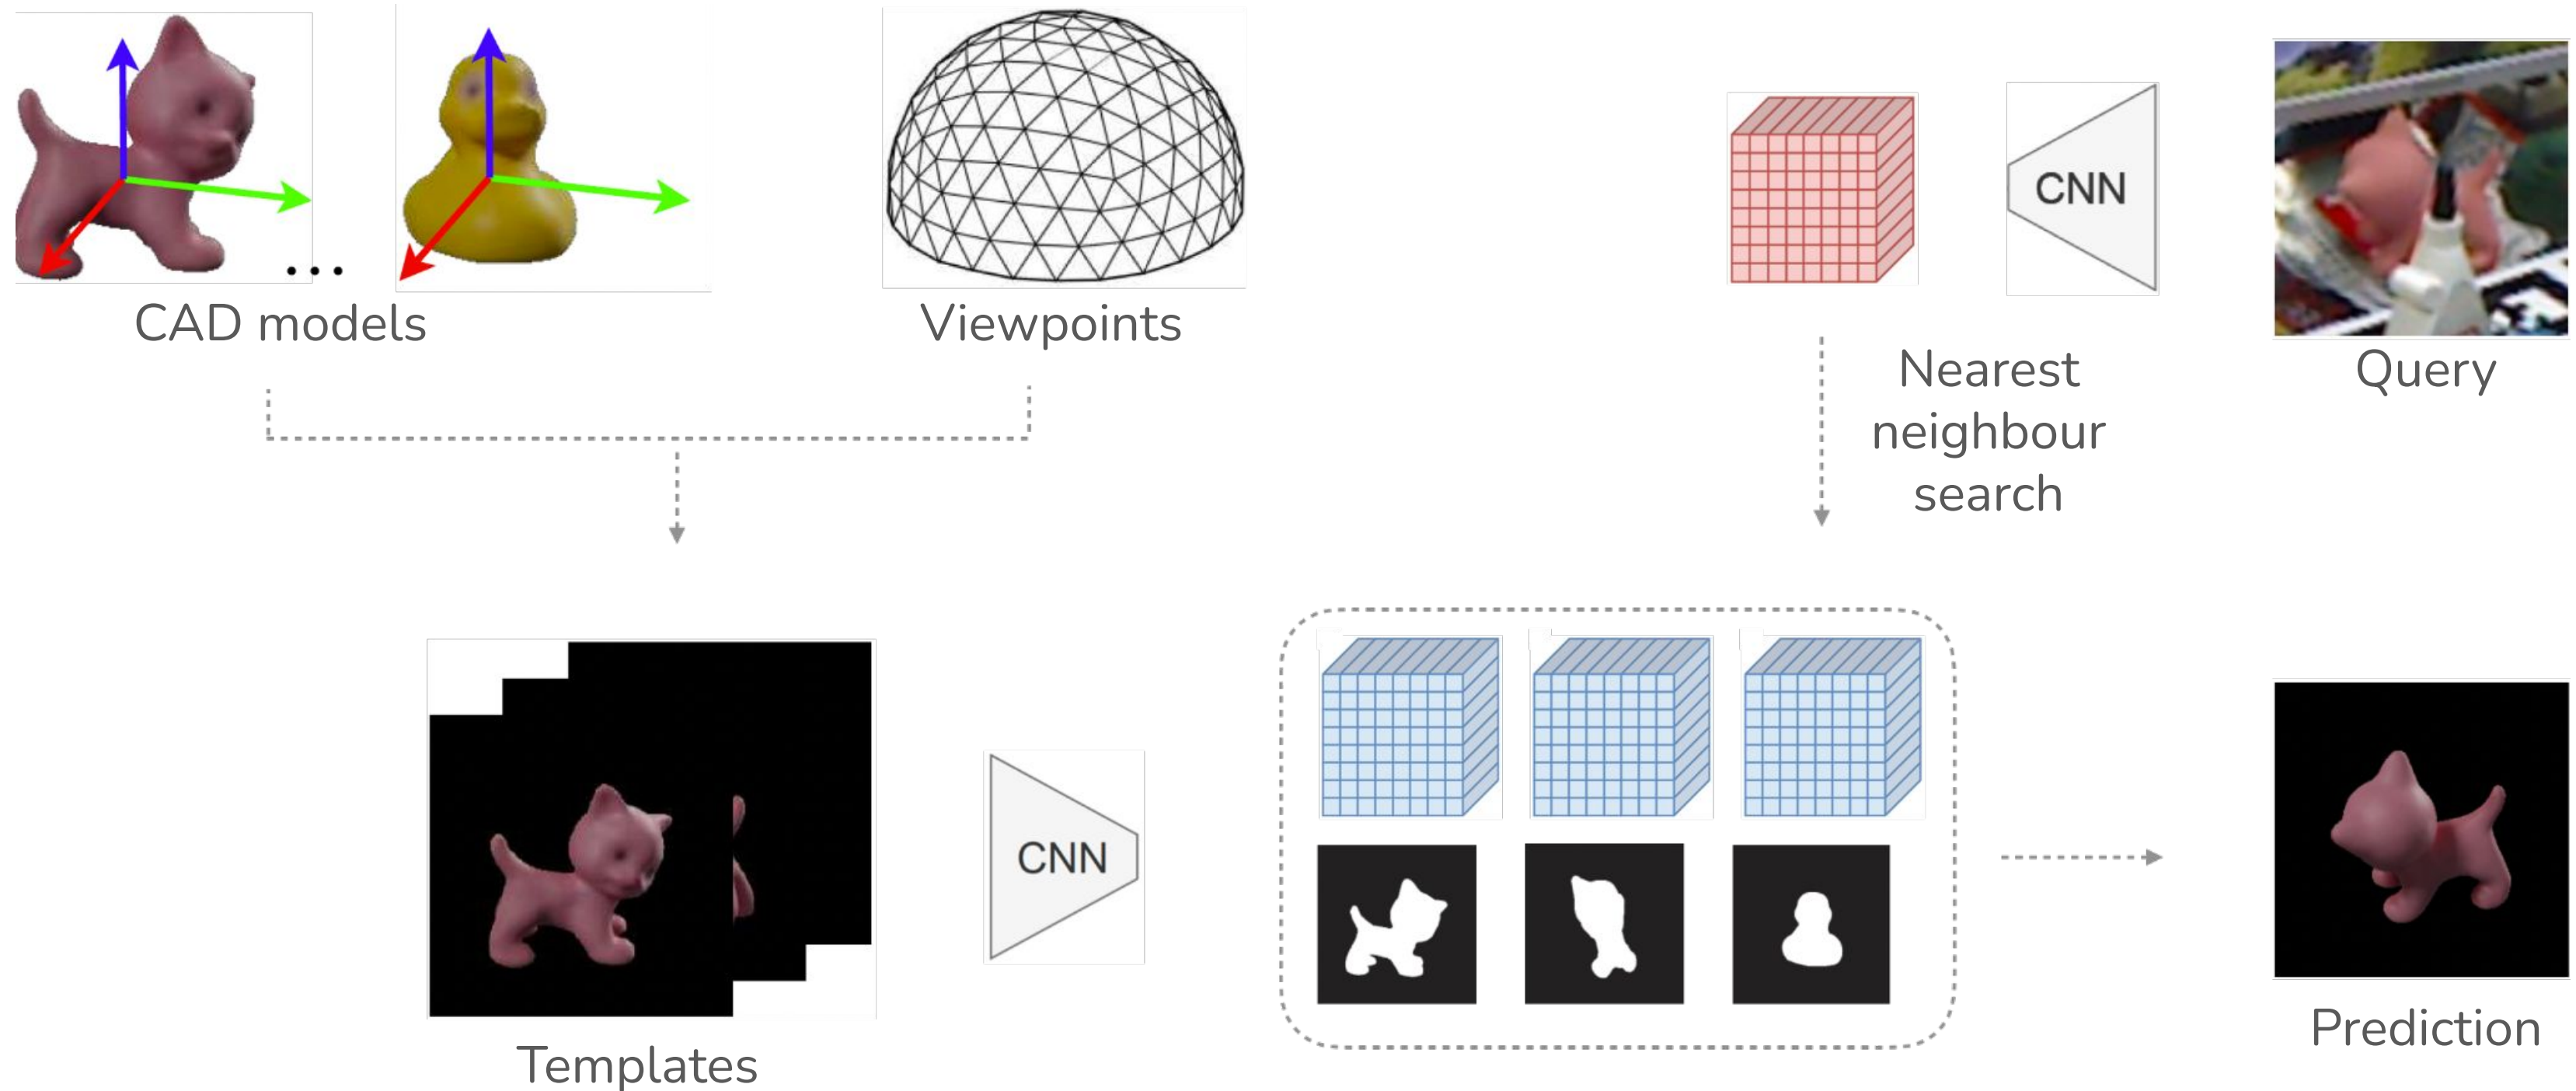 CAD models
Viewpoints
CNN
Query
Nearest
neighbour
search
Templates
CNN
Prediction